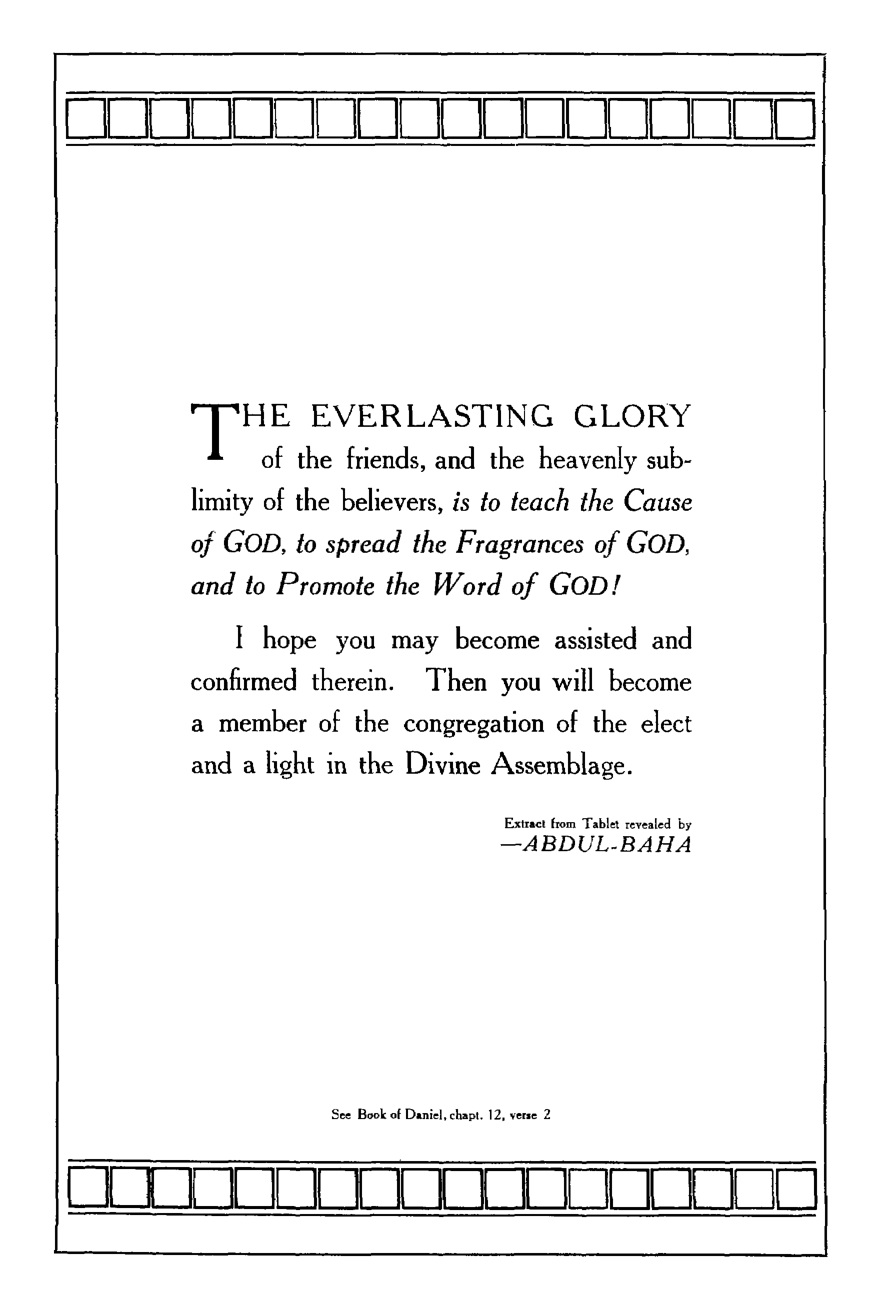 THE EVERLASTING GLORY
of the friends, and the heavenly sub-
limity of the believers, is to teach the Cause
of GOD, to spread the Fragrances of GOD,
and to Promote the Word of GOD!
I hope you may become assisted and
confirmed therein. Then you will become
a member of the congregation of the elect
and a light in the Divine Assemblage.
Extract from Tablet revealed by
—ABDUL-BAHA
See Book of Daniel, chapt. 12, verse 2